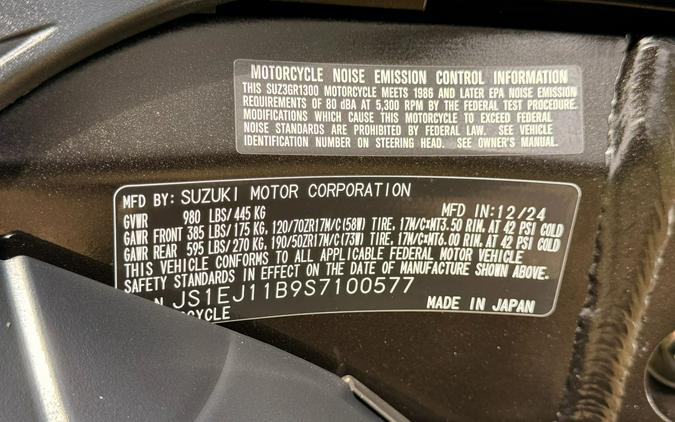 MOTORCYCLE NOISE EMISSION CONTROL INFORMATION
THIS SUZ3GR1300 MOTORCYCLE MEETS 1986 AND LATER EPA NOISE EMISSION
REQUIREMENTS OF 80 dBA AT 5,300 RPM BY THE FEDERAL TEST PROCEDURE.
MODIFICATIONS WHICH CAUSE THIS MOTORCYCLE TO EXCEED FEDERAL
NOISE STANDARDS ARE PROHIBITED BY FEDERAL LAW. SEE VEHICLE
IDENTIFICATION NUMBER ON STEERING HEAD. SEE OWNER'S MANUAL.
MFD BY: SUZUKI MOTOR CORPORATION
GVWR 980 LBS/445 KG MFD IN:12/24
GAWR FRONT 385 LBS/175 KG, 120/70ZR17M/C(58W) TIRE, 17M/C×MT3.50 RIM, AT 42 PSI COLD
GAWR REAR 595 LBS/270 KG, 190/50ZR17M/C(73W) TIRE, 17M/C×MT6.00 RIM, AT 42 PSI COLD
THIS VEHICLE CONFORMS TO ALL APPLICABLE FEDERAL MOTOR VEHICLE
SAFETY STANDARDS IN EFFECT ON THE DATE OF MANUFACTURE SHOWN ABOVE.
N JS1EJ11B9S7100577
CYCLE MADE IN JAPAN